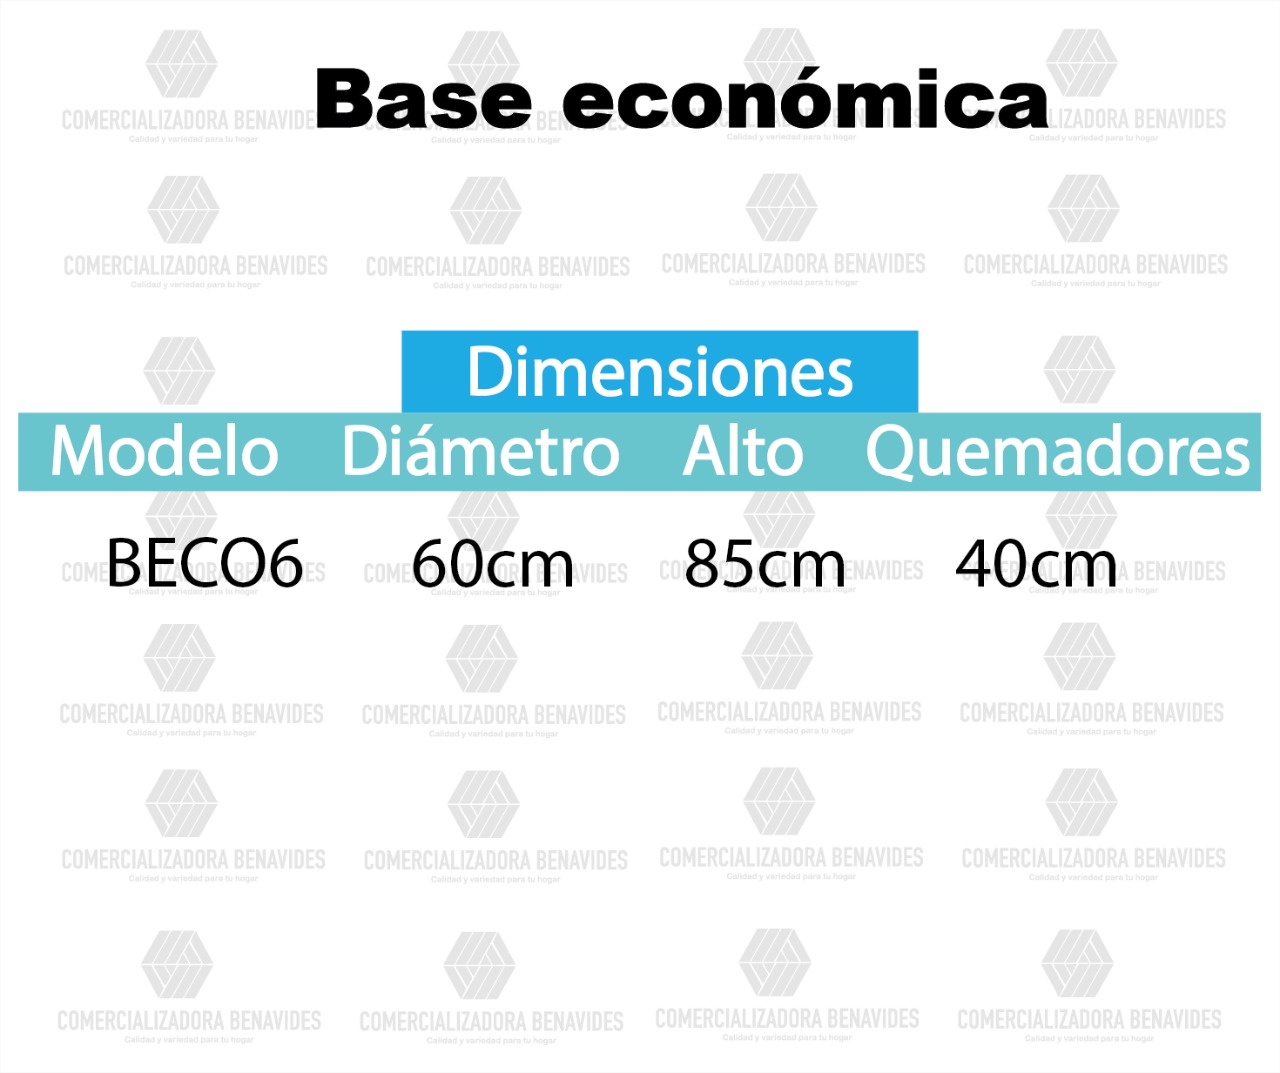 Base económica
Dimensiones
Modelo Diámetro Alto Quemadores
BECO6 60cm 85cm 40cm
COMERCIALIZADORA BENAVIDES
Calidad y variedad para tu hogar